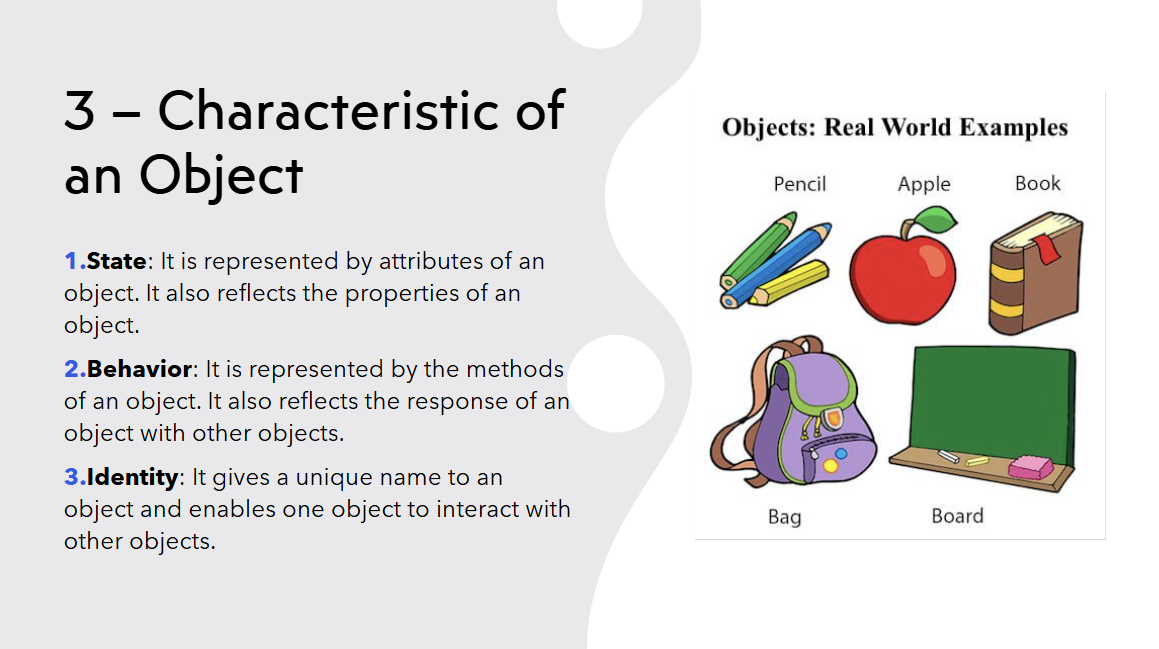 3 – Characteristic of
an Object
1.State: It is represented by attributes of an
object. It also reflects the properties of an
object.
2.Behavior: It is represented by the methods
of an object. It also reflects the response of an
object with other objects.
3.Identity: It gives a unique name to an
object and enables one object to interact with
other objects.
Objects: Real World Examples
Pencil Apple Book
Bag Board